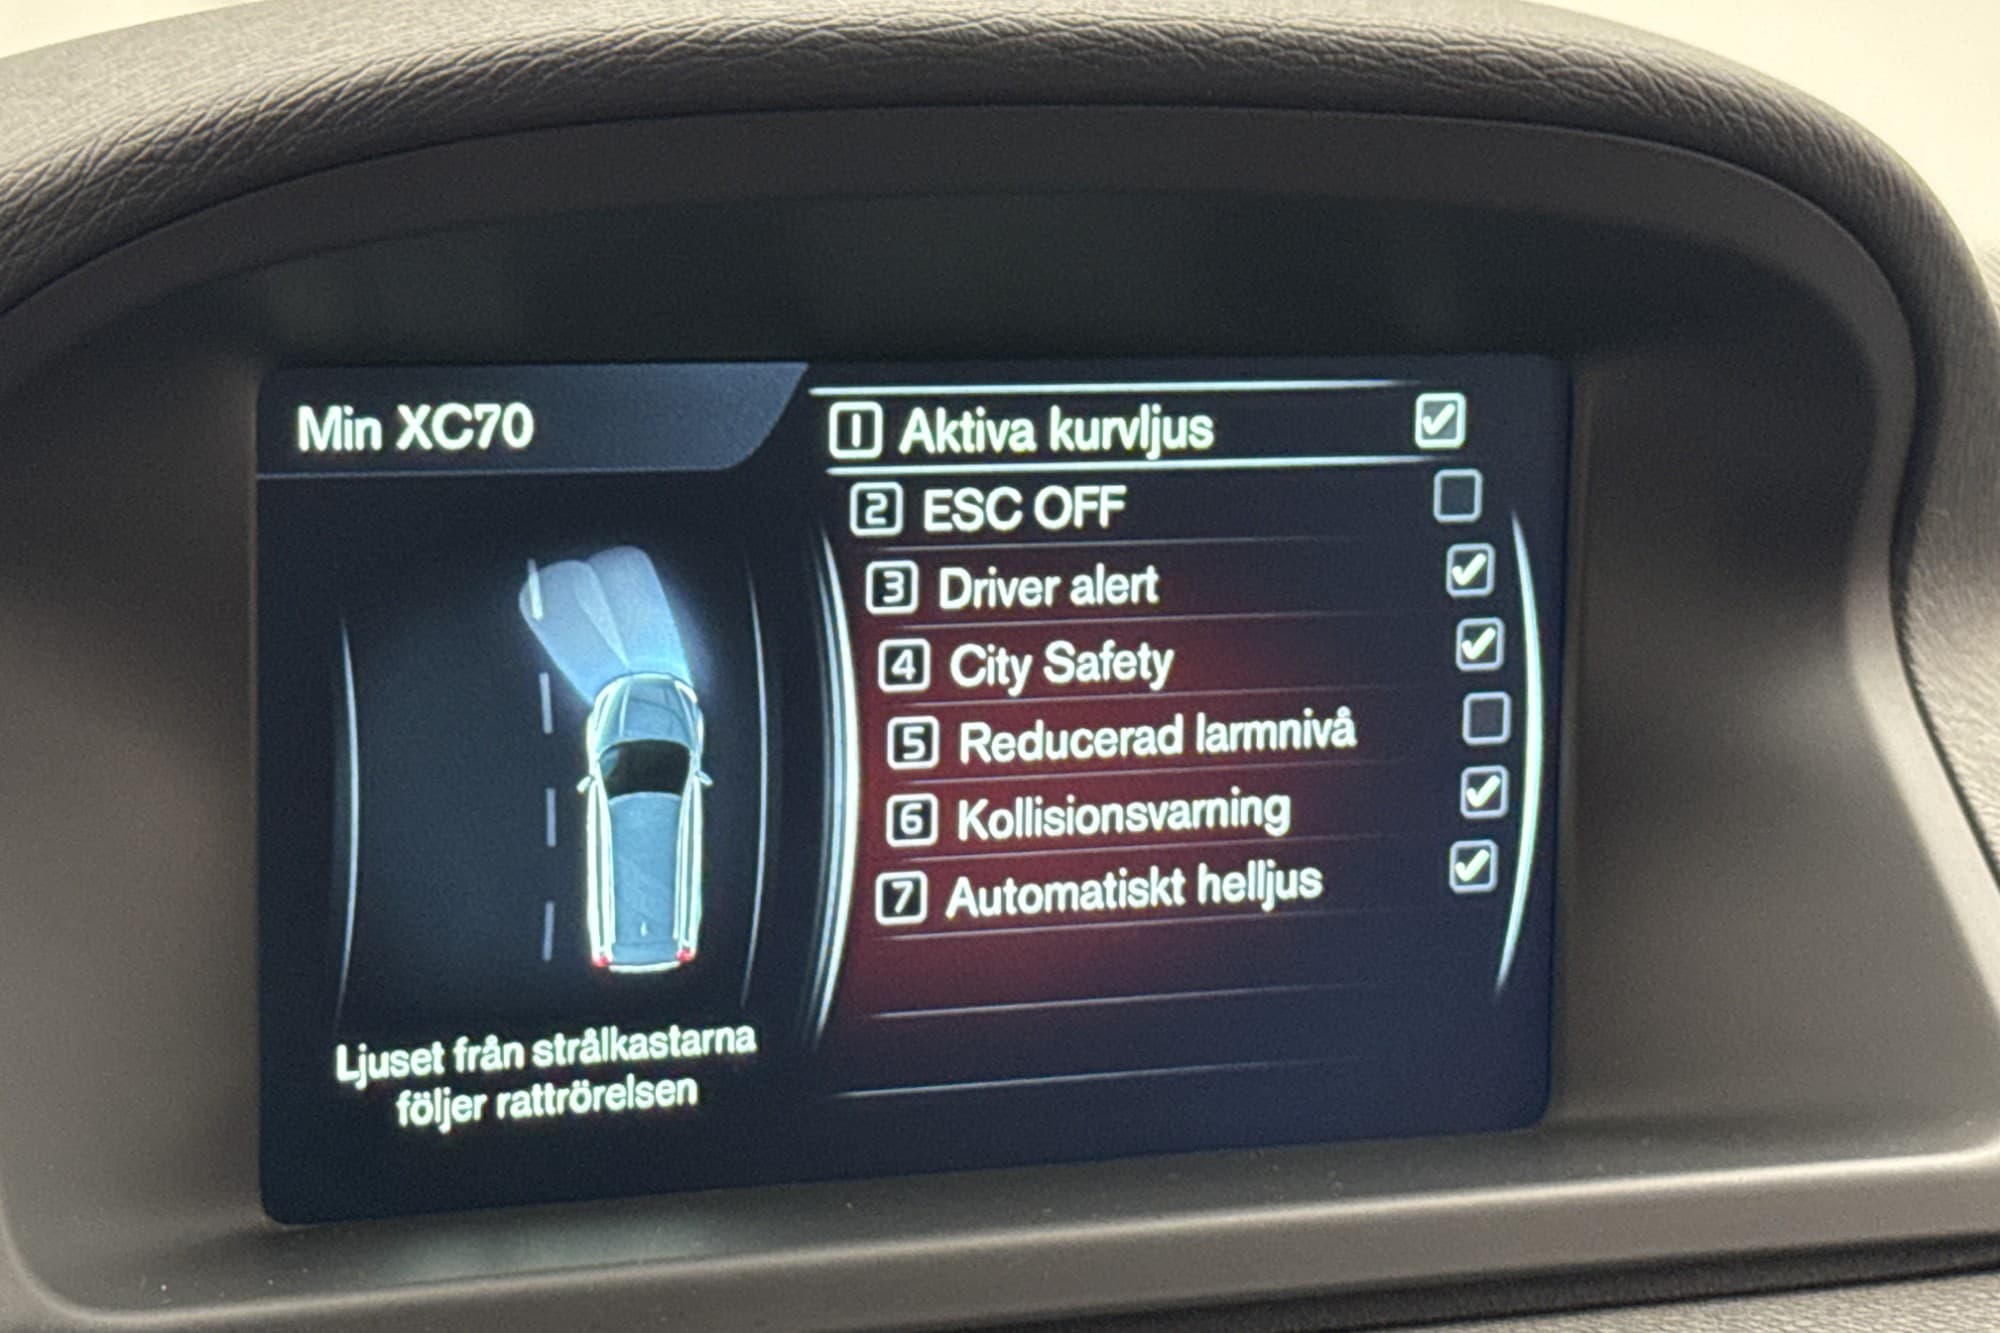 Min XC70
1 Aktiva kurvljus
2 ESC OFF
3 Driver alert
4 City Safety
5 Reducerad larmnivå
6 Kollisionsvarning
7 Automatiskt helljus
Ljuset från strålkastarna
följer rattrörelsen